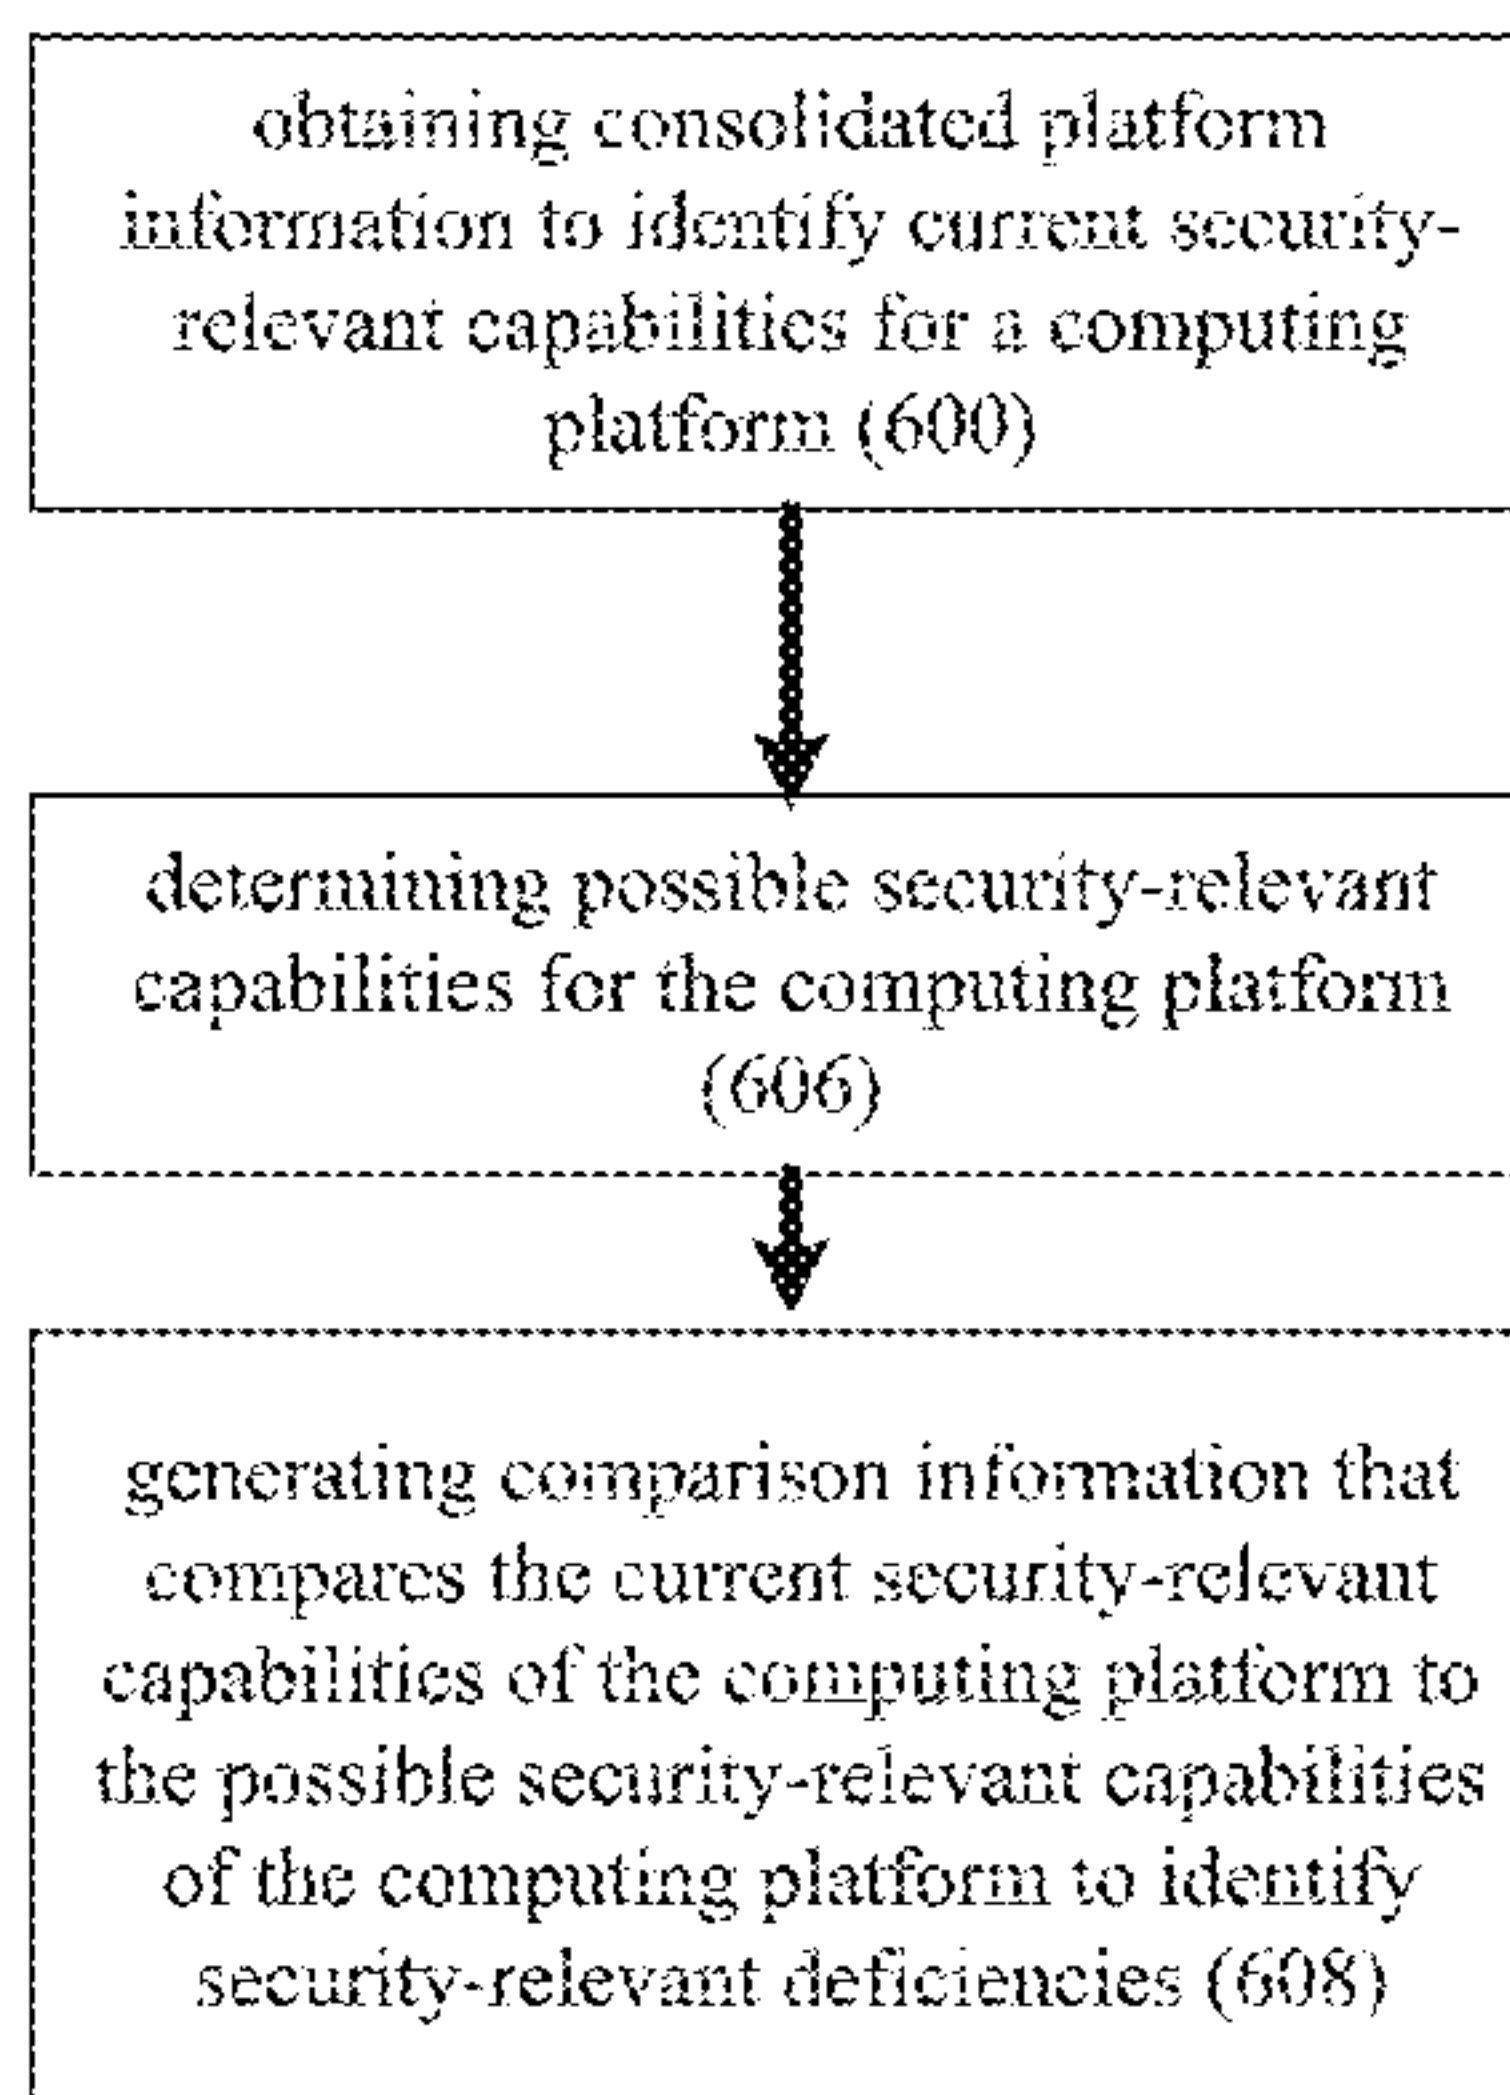 obtaining consolidated platform
information to identify current security-
relevant capabilities for a computing
platform (600)
determining possible security-relevant
capabilities for the computing platform
(606)
generating comparison information that
compares the current security-relevant
capabilities of the computing platform to
the possible security-relevant capabilities
of the computing platform to identify
security-relevant deficiencies (608)